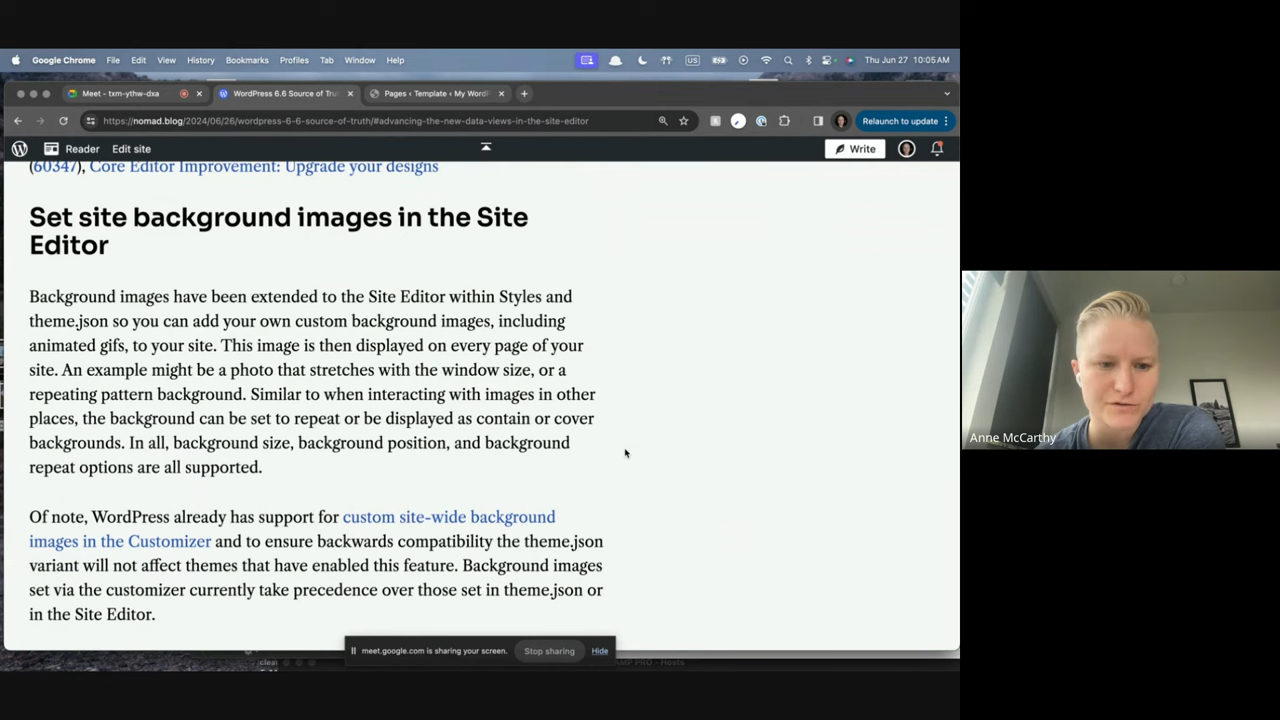 Google Chrome File Edit View History Bookmarks Profiles Tab Window Help US Thu Jun 27 10:05 AM
Meet - txm-ythw-dxa WordPress 6.6 Source of Tru Pages ‹ Template ‹ My WordP
https://nomad.blog/2024/06/26/wordpress-6-6-source-of-truth/#advancing-the-new-data-views-in-the-site-editor Relaunch to update
Reader Edit site Write
(60347), Core Editor Improvement: Upgrade your designs
Set site background images in the Site
Editor
Background images have been extended to the Site Editor within Styles and
theme.json so you can add your own custom background images, including
animated gifs, to your site. This image is then displayed on every page of your
site. An example might be a photo that stretches with the window size, or a
repeating pattern background. Similar to when interacting with images in other
places, the background can be set to repeat or be displayed as contain or cover
backgrounds. In all, background size, background position, and background
repeat options are all supported.
Of note, WordPress already has support for custom site-wide background
images in the Customizer and to ensure backwards compatibility the theme.json
variant will not affect themes that have enabled this feature. Background images
set via the customizer currently take precedence over those set in theme.json or
in the Site Editor.
meet.google.com is sharing your screen. Stop sharing Hide
clea AMP PRO - Hosts
Anne McCarthy